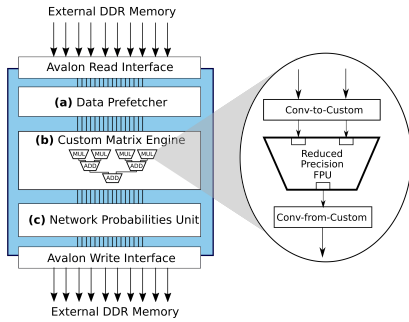 External DDR Memory
Avalon Read Interface
(a) Data Prefetcher
(b) Custom Matrix Engine
MUL MUL MUL MUL
ADD ADD
ADD
(c) Network Probabilities Unit
Avalon Write Interface
External DDR Memory
Conv-to-Custom
Reduced
Precision
FPU
Conv-from-Custom